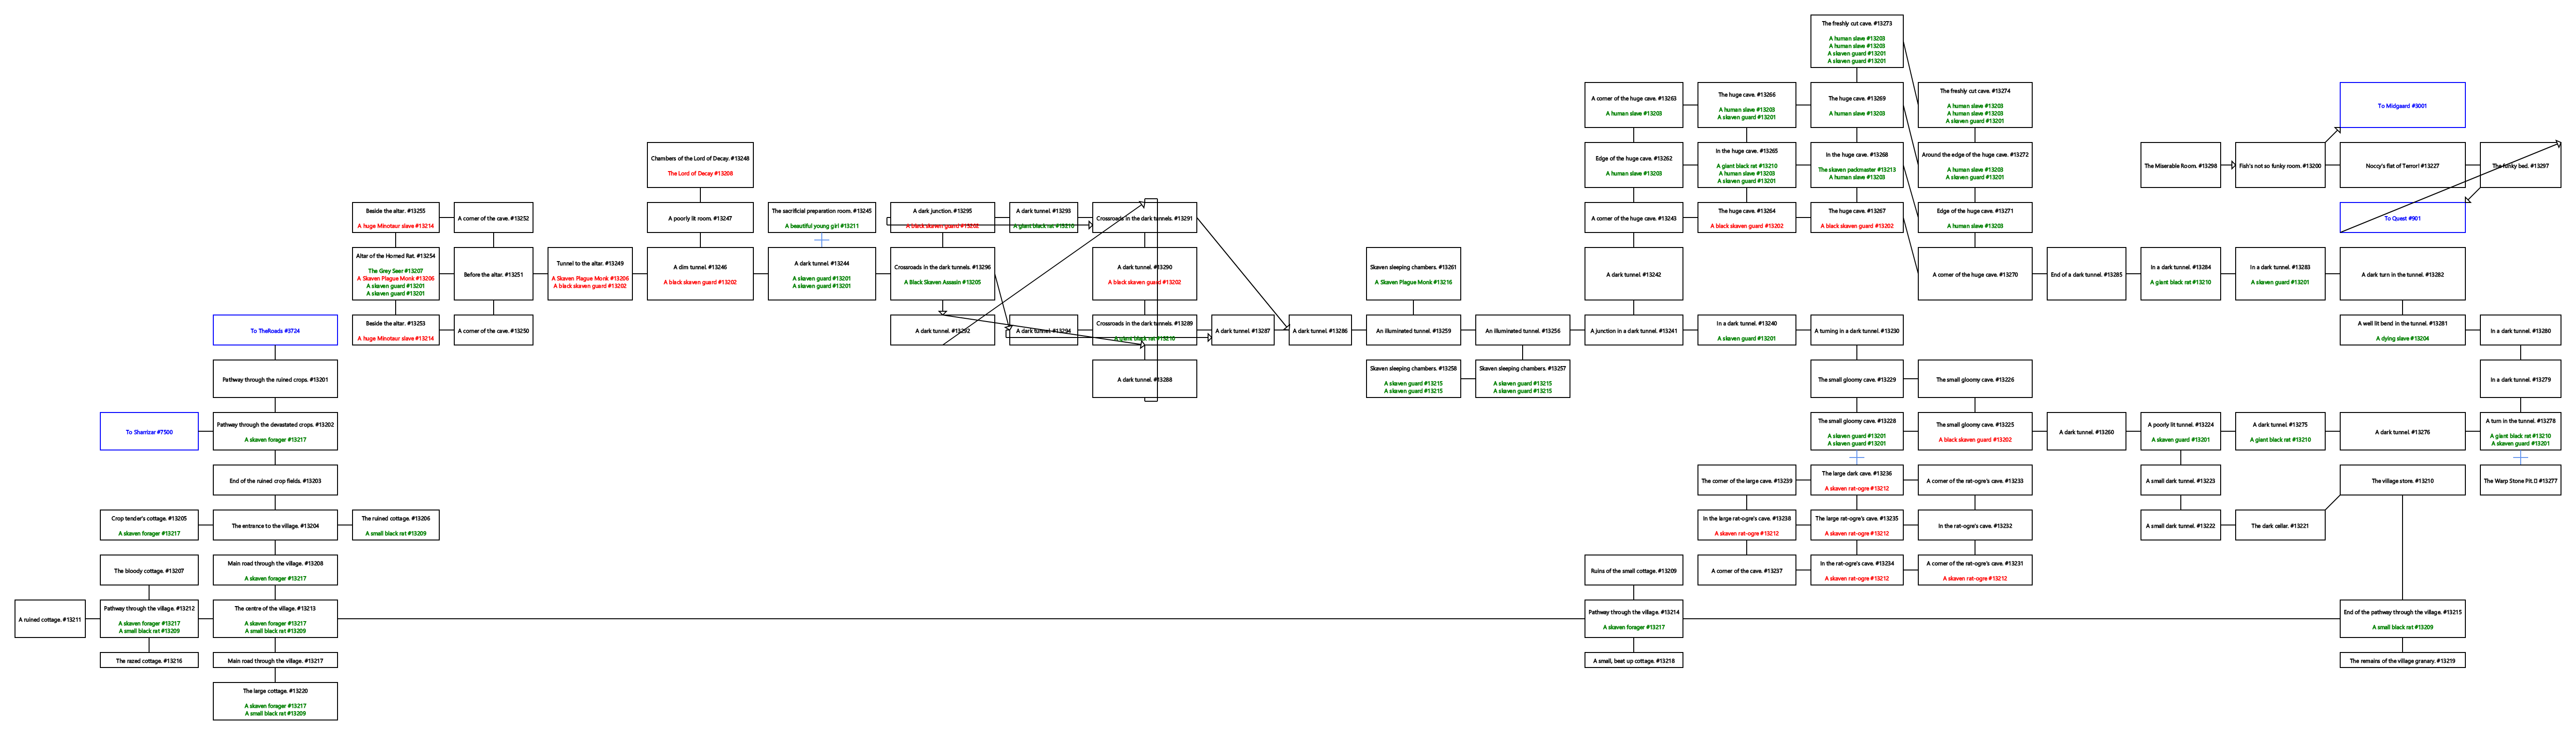 The freshly cut cave. #13273
A human slave #13203
A human slave #13203
A skaven guard #13201
A skaven guard #13201
A corner of the huge cave. #13263
A human slave #13203
The huge cave. #13266
A human slave #13203
A skaven guard #13201
The huge cave. #13269
A human slave #13203
The freshly cut cave. #13274
A human slave #13203
A human slave #13203
A skaven guard #13201
To Midgaard #3001
Chambers of the Lord of Decay. #13248
The Lord of Decay #13208
Edge of the huge cave. #13262
A human slave #13203
In the huge cave. #13265
A giant black rat #13210
A human slave #13203
A skaven guard #13201
In the huge cave. #13268
The skaven packmaster #13213
A human slave #13203
Around the edge of the huge cave. #13272
A human slave #13203
A skaven guard #13201
The Miserable Room. #13298
Fish's not so funky room. #13200
Noccy's flat of Terror! #13227
The funky bed. #13297
Beside the altar. #13255
A huge Minotaur slave #13214
A corner of the cave. #13252
A poorly lit room. #13247
The sacrificial preparation room. #13245
A beautiful young girl #13211
A dark junction. #13295
A black skaven guard #13202
A dark tunnel. #13293
A giant black rat #13210
Crossroads in the dark tunnels. #13291
A corner of the huge cave. #13243
The huge cave. #13264
A black skaven guard #13202
The huge cave. #13267
A black skaven guard #13202
Edge of the huge cave. #13271
A human slave #13203
To Quest #901
Altar of the Horned Rat. #13254
The Grey Seer #13207
A Skaven Plague Monk #13206
A skaven guard #13201
A skaven guard #13201
Before the altar. #13251
Tunnel to the altar. #13249
A Skaven Plague Monk #13206
A black skaven guard #13202
A dim tunnel. #13246
A black skaven guard #13202
A dark tunnel. #13244
A skaven guard #13201
A skaven guard #13201
Crossroads in the dark tunnels. #13296
A Black Skaven Assasin #13205
A dark tunnel. #13290
A black skaven guard #13202
Skaven sleeping chambers. #13261
A Skaven Plague Monk #13216
A dark tunnel. #13242
A corner of the huge cave. #13270
End of a dark tunnel. #13285
In a dark tunnel. #13284
A giant black rat #13210
In a dark tunnel. #13283
A skaven guard #13201
A dark turn in the tunnel. #13282
To TheRoads #3724
Beside the altar. #13253
A huge Minotaur slave #13214
A corner of the cave. #13250
A dark tunnel. #13292
A dark tunnel. #13294
Crossroads in the dark tunnels. #13289
A giant black rat #13210
A dark tunnel. #13287
A dark tunnel. #13286
An illuminated tunnel. #13259
An illuminated tunnel. #13256
A junction in a dark tunnel. #13241
In a dark tunnel. #13240
A skaven guard #13201
A turning in a dark tunnel. #13230
A well lit bend in the tunnel. #13281
A dying slave #13204
In a dark tunnel. #13280
Pathway through the ruined crops. #13201
A dark tunnel. #13288
Skaven sleeping chambers. #13258
A skaven guard #13215
A skaven guard #13215
Skaven sleeping chambers. #13257
A skaven guard #13215
A skaven guard #13215
The small gloomy cave. #13229
The small gloomy cave. #13226
In a dark tunnel. #13279
To Sharrizar #7500
Pathway through the devastated crops. #13202
A skaven forager #13217
The small gloomy cave. #13228
A skaven guard #13201
A skaven guard #13201
The small gloomy cave. #13225
A black skaven guard #13202
A dark tunnel. #13260
A poorly lit tunnel. #13224
A skaven guard #13201
A dark tunnel. #13275
A giant black rat #13210
A dark tunnel. #13276
A turn in the tunnel. #13278
A giant black rat #13210
A skaven guard #13201
End of the ruined crop fields. #13203
The corner of the large cave. #13239
The large dark cave. #13236
A skaven rat-ogre #13212
A corner of the rat-ogre's cave. #13233
A small dark tunnel. #13223
The village store. #13210
The Warp Stone Pit. #13277
Crop tender's cottage. #13205
A skaven forager #13217
The entrance to the village. #13204
The ruined cottage. #13206
A small black rat #13209
In the large rat-ogre's cave. #13238
A skaven rat-ogre #13212
The large rat-ogre's cave. #13235
A skaven rat-ogre #13212
In the rat-ogre's cave. #13232
A small dark tunnel. #13222
The dark cellar. #13221
The bloody cottage. #13207
Main road through the village. #13208
A skaven forager #13217
Ruins of the small cottage. #13209
A corner of the cave. #13237
In the rat-ogre's cave. #13234
A skaven rat-ogre #13212
A corner of the rat-ogre's cave. #13231
A skaven rat-ogre #13212
A ruined cottage. #13211
Pathway through the village. #13212
A skaven forager #13217
A small black rat #13209
The centre of the village. #13213
A skaven forager #13217
A small black rat #13209
Pathway through the village. #13214
A skaven forager #13217
End of the pathway through the village. #13215
A small black rat #13209
The razed cottage. #13216
Main road through the village. #13217
A small, beat up cottage. #13218
The remains of the village granary. #13219
The large cottage. #13220
A skaven forager #13217
A small black rat #13209